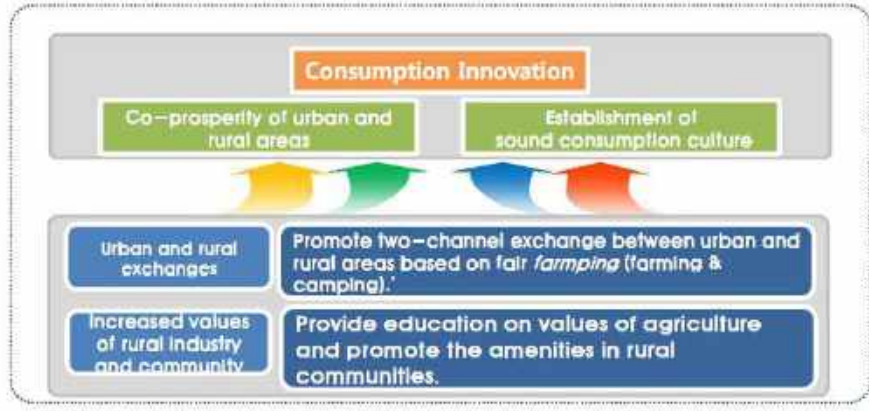 Consumption Innovation
Co-prosperity of urban and
rural areas
Establishment of
sound consumption culture
Urban and rural
exchanges
Promote two-channel exchange between urban and
rural areas based on fair farmping (farming &
camping).*
Increased values
of rural industry
and community
Provide education on values of agriculture
and promote the amenities in rural
communities.